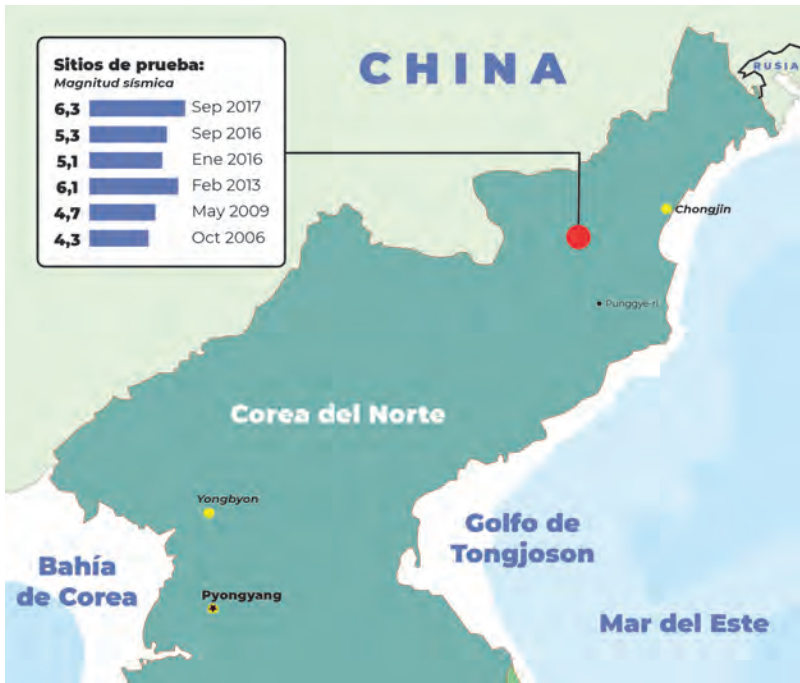 Sitios de prueba:
Magnitud sísmica
6,3 Sep 2017
5,3 Sep 2016
5,1 Ene 2016
6,1 Feb 2013
4,7 May 2009
4,3 Oct 2006
CHINA
RUSIA
Chongjin
Punggye-ri
Corea del Norte
Yongbyon
Golfo de
Tongjoson
Bahía
de Corea
Pyongyang
Mar del Este